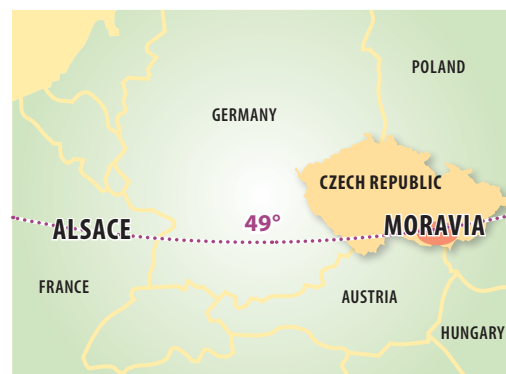 POLAND
GERMANY
CZECH REPUBLIC
49°
ALSACE
MORAVIA
FRANCE
AUSTRIA
HUNGARY